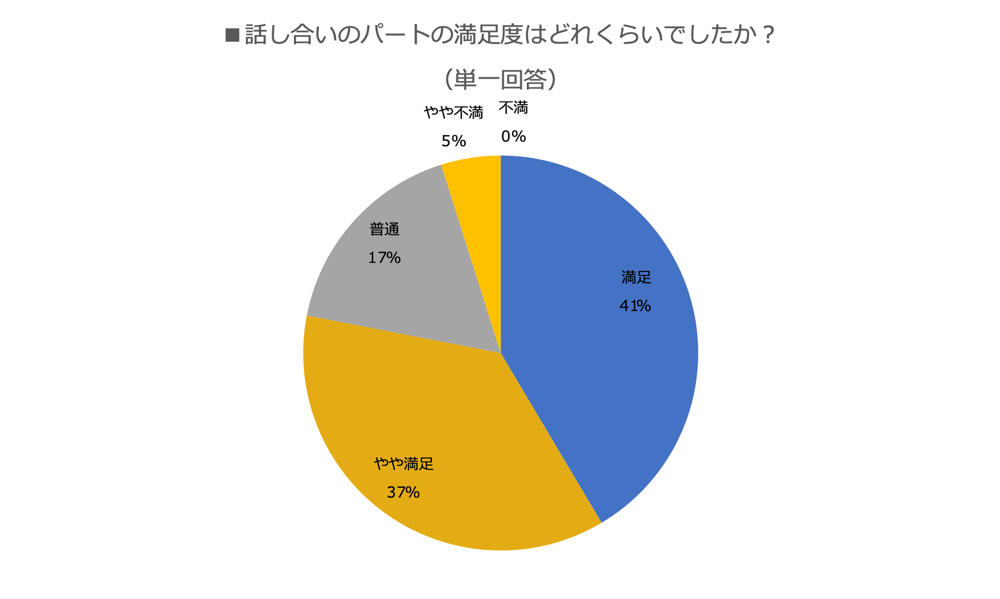 ■話し合いのパートの満足度はどれくらいでしたか？
（単一回答）
やや不満
5%
不満
0%
普通
17%
満足
41%
やや満足
37%